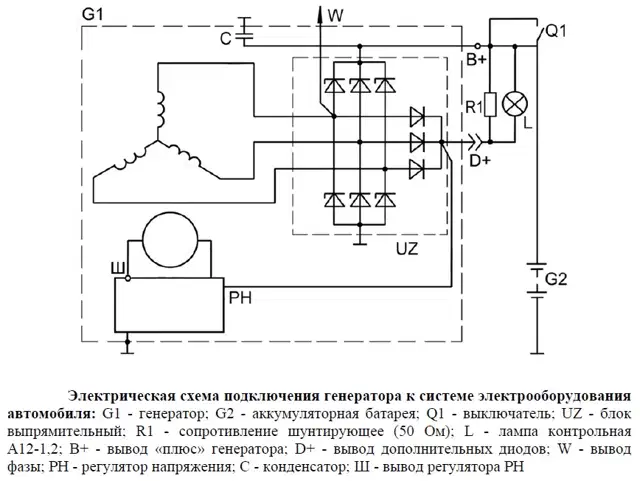 G1
W
C
Q1
B+
R1
L
D+
UZ
Ш
PH
G2
Электрическая схема подключения генератора к системе электрооборудования
автомобиля: G1 - генератор; G2 - аккумуляторная батарея; Q1 - выключатель; UZ - блок
выпрямительный; R1 - сопротивление шунтирующее (50 Ом); L - лампа контрольная
А12-1,2; B+ - вывод «плюс» генератора; D+ - вывод дополнительных диодов; W - вывод
фазы; РН - регулятор напряжения; С - конденсатор; Ш - вывод регулятора РН